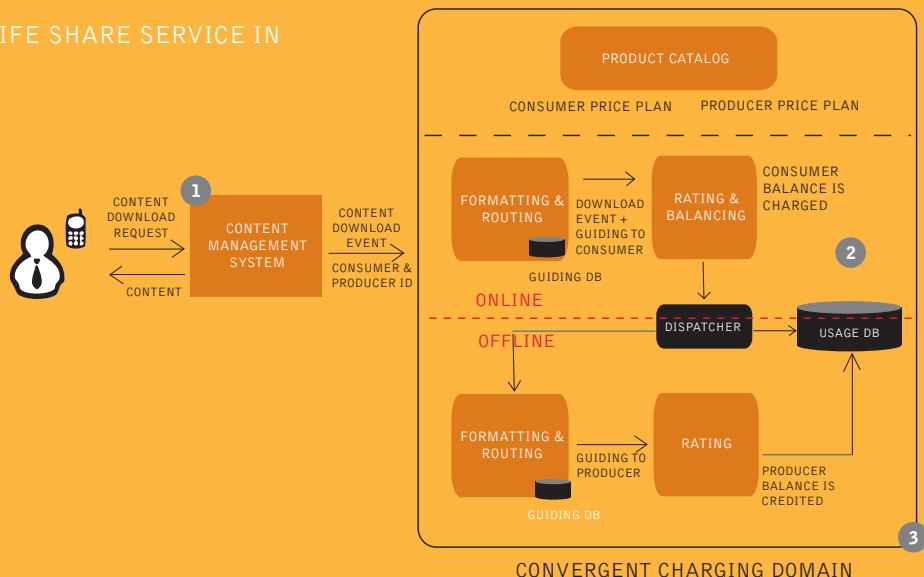 IFE SHARE SERVICE IN
PRODUCT CATALOG
CONSUMER PRICE PLAN
PRODUCER PRICE PLAN
1
CONTENT
DOWNLOAD
REQUEST
CONTENT
CONTENT
MANAGEMENT
SYSTEM
CONTENT
DOWNLOAD
EVENT
CONSUMER &
PRODUCER ID
FORMATTING &
ROUTING
GUIDING DB
DOWNLOAD
EVENT +
GUIDING TO
CONSUMER
RATING &
BALANCING
CONSUMER
BALANCE IS
CHARGED
2
ONLINE
OFFLINE
DISPATCHER
USAGE DB
FORMATTING &
ROUTING
GUIDING DB
GUIDING TO
PRODUCER
RATING
PRODUCER
BALANCE IS
CREDITED
3
CONVERGENT CHARGING DOMAIN